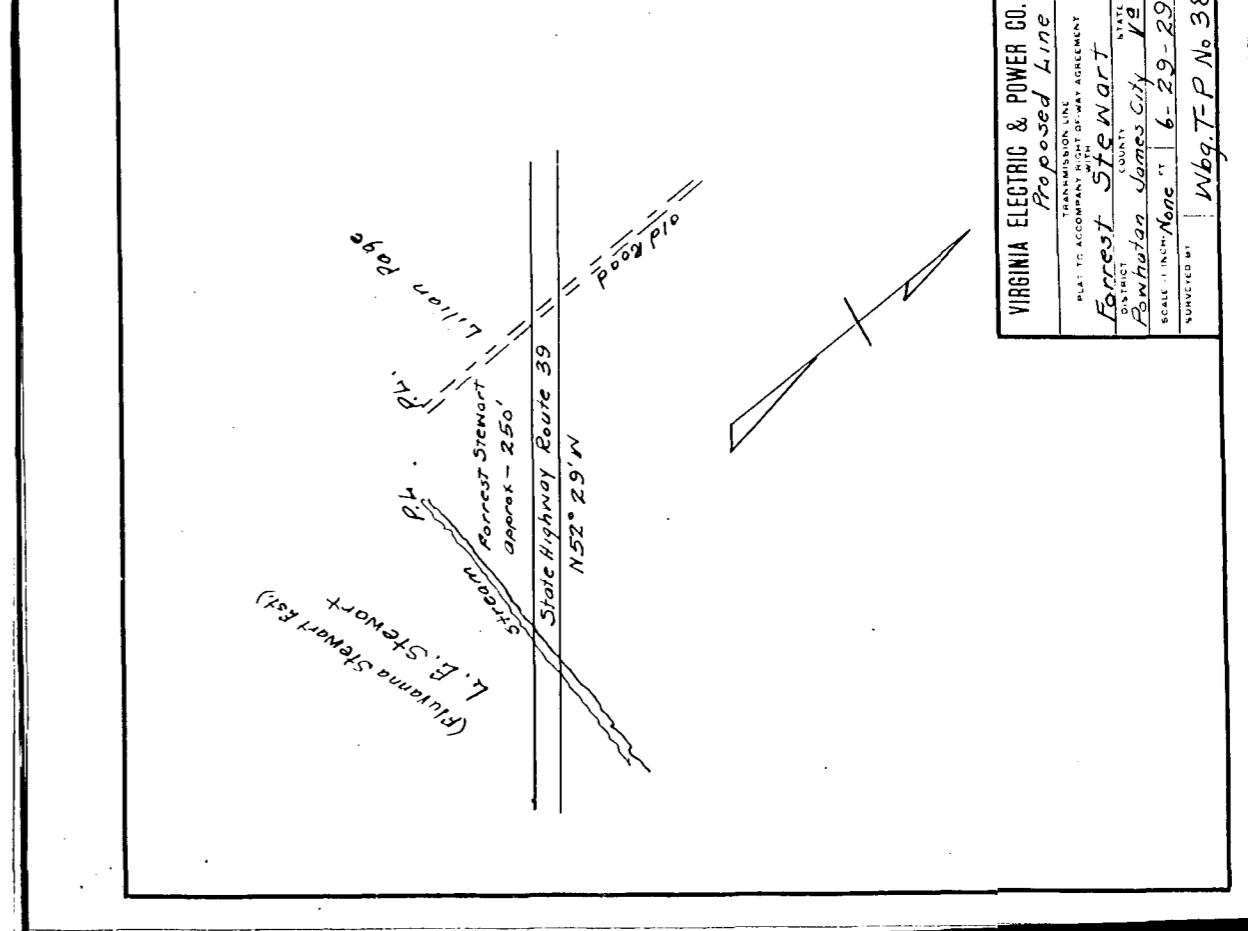 Lilian Page
P.L.
Old Road
Forrest Stewart
approx - 250'
State Highway Route 39
N52° 29' W
P.L.
Stream
(Fluvanna Stewart Est.)
L. E. Stewart
VIRGINIA ELECTRIC & POWER CO.
Proposed Line
TRANSMISSION LINE
PLAT TO ACCOMPANY RIGHT-OF-WAY AGREEMENT
WITH
Forrest Stewart
DISTRICT COUNTY STATE
Powhatan James City Va
SCALE-1 INCH-None FT 6-29-29
SURVEYED BY Wbg. T-P No 38